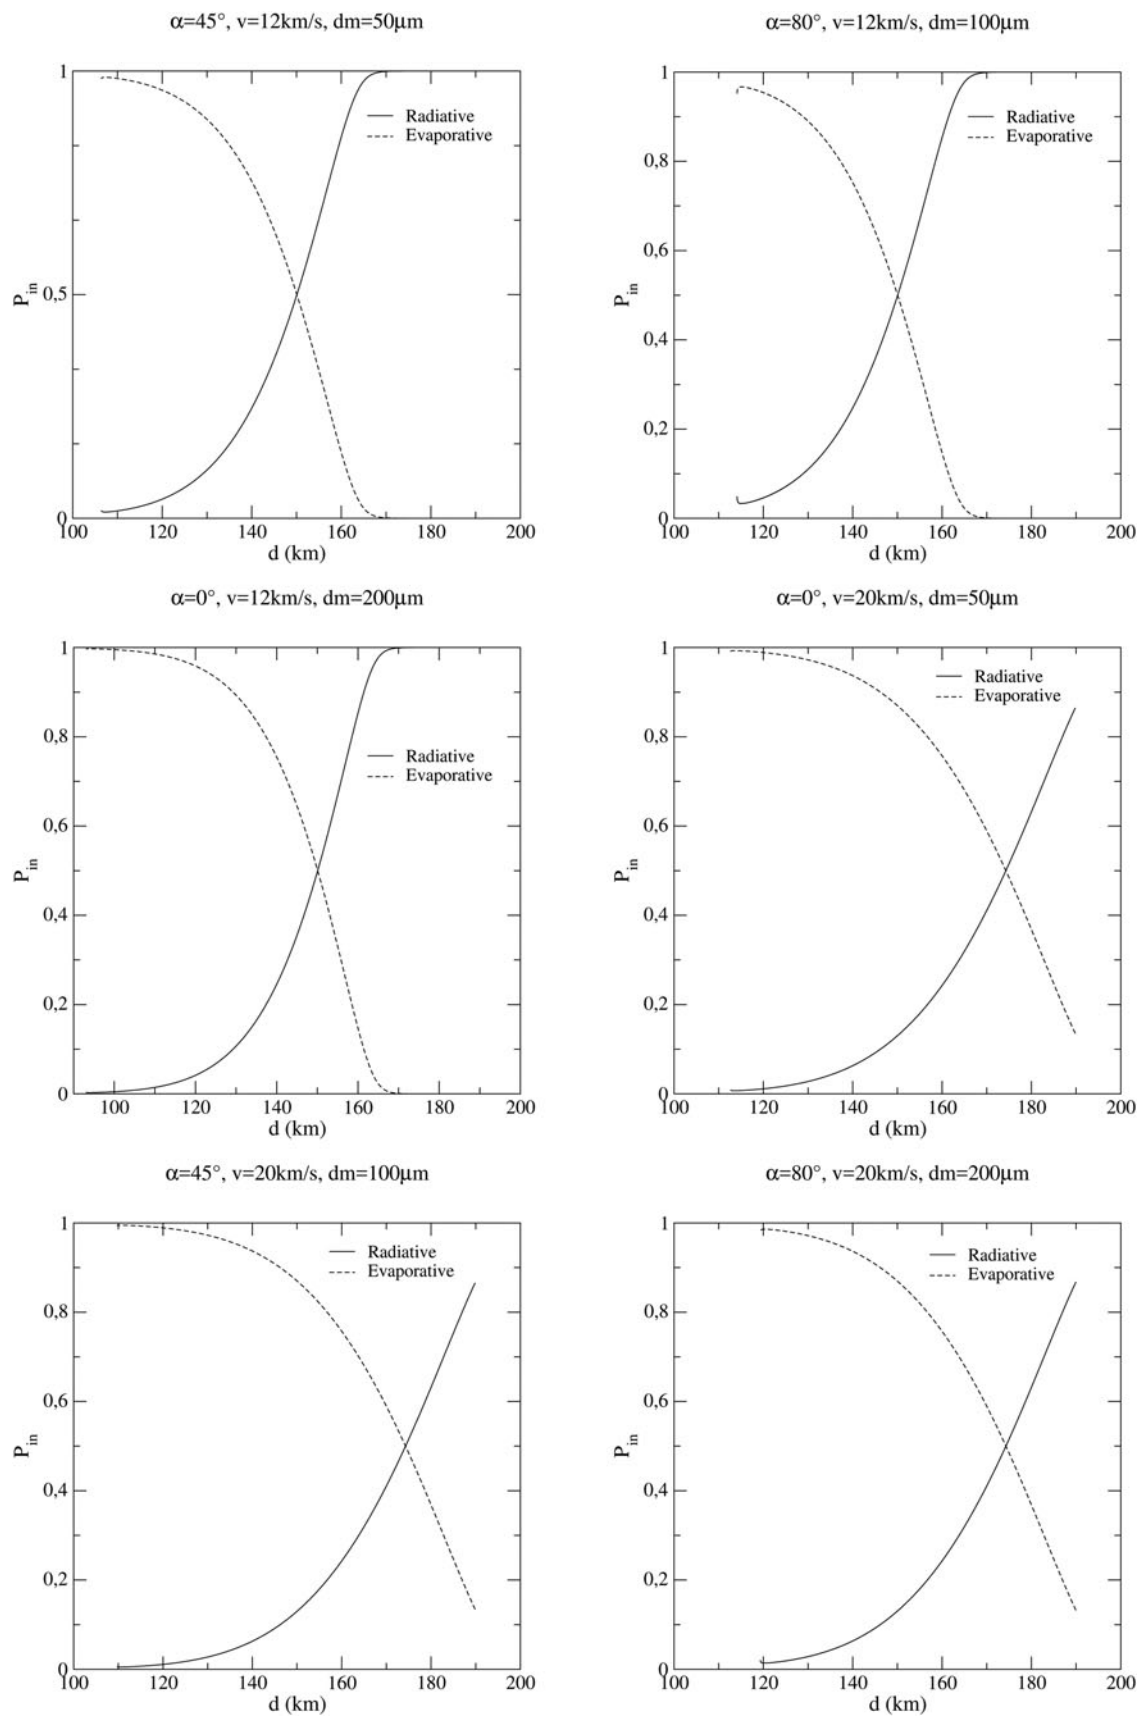 α=45°, v=12km/s, dm=50μm
1
0,5
0
P_in
Radiative
Evaporative
100 120 140 160 180 200
d (km)
α=80°, v=12km/s, dm=100μm
1
0,8
0,6
0,4
0,2
0
P_in
Radiative
Evaporative
100 120 140 160 180 200
d (km)
α=0°, v=12km/s, dm=200μm
1
0,8
0,6
0,4
0,2
0
P_in
Radiative
Evaporative
100 120 140 160 180 200
d (km)
α=0°, v=20km/s, dm=50μm
1
0,8
0,6
0,4
0,2
0
P_in
Radiative
Evaporative
100 120 140 160 180 200
d (km)
α=45°, v=20km/s, dm=100μm
1
0,8
0,6
0,4
0,2
0
P_in
Radiative
Evaporative
100 120 140 160 180 200
d (km)
α=80°, v=20km/s, dm=200μm
1
0,8
0,6
0,4
0,2
0
P_in
Radiative
Evaporative
100 120 140 160 180 200
d (km)